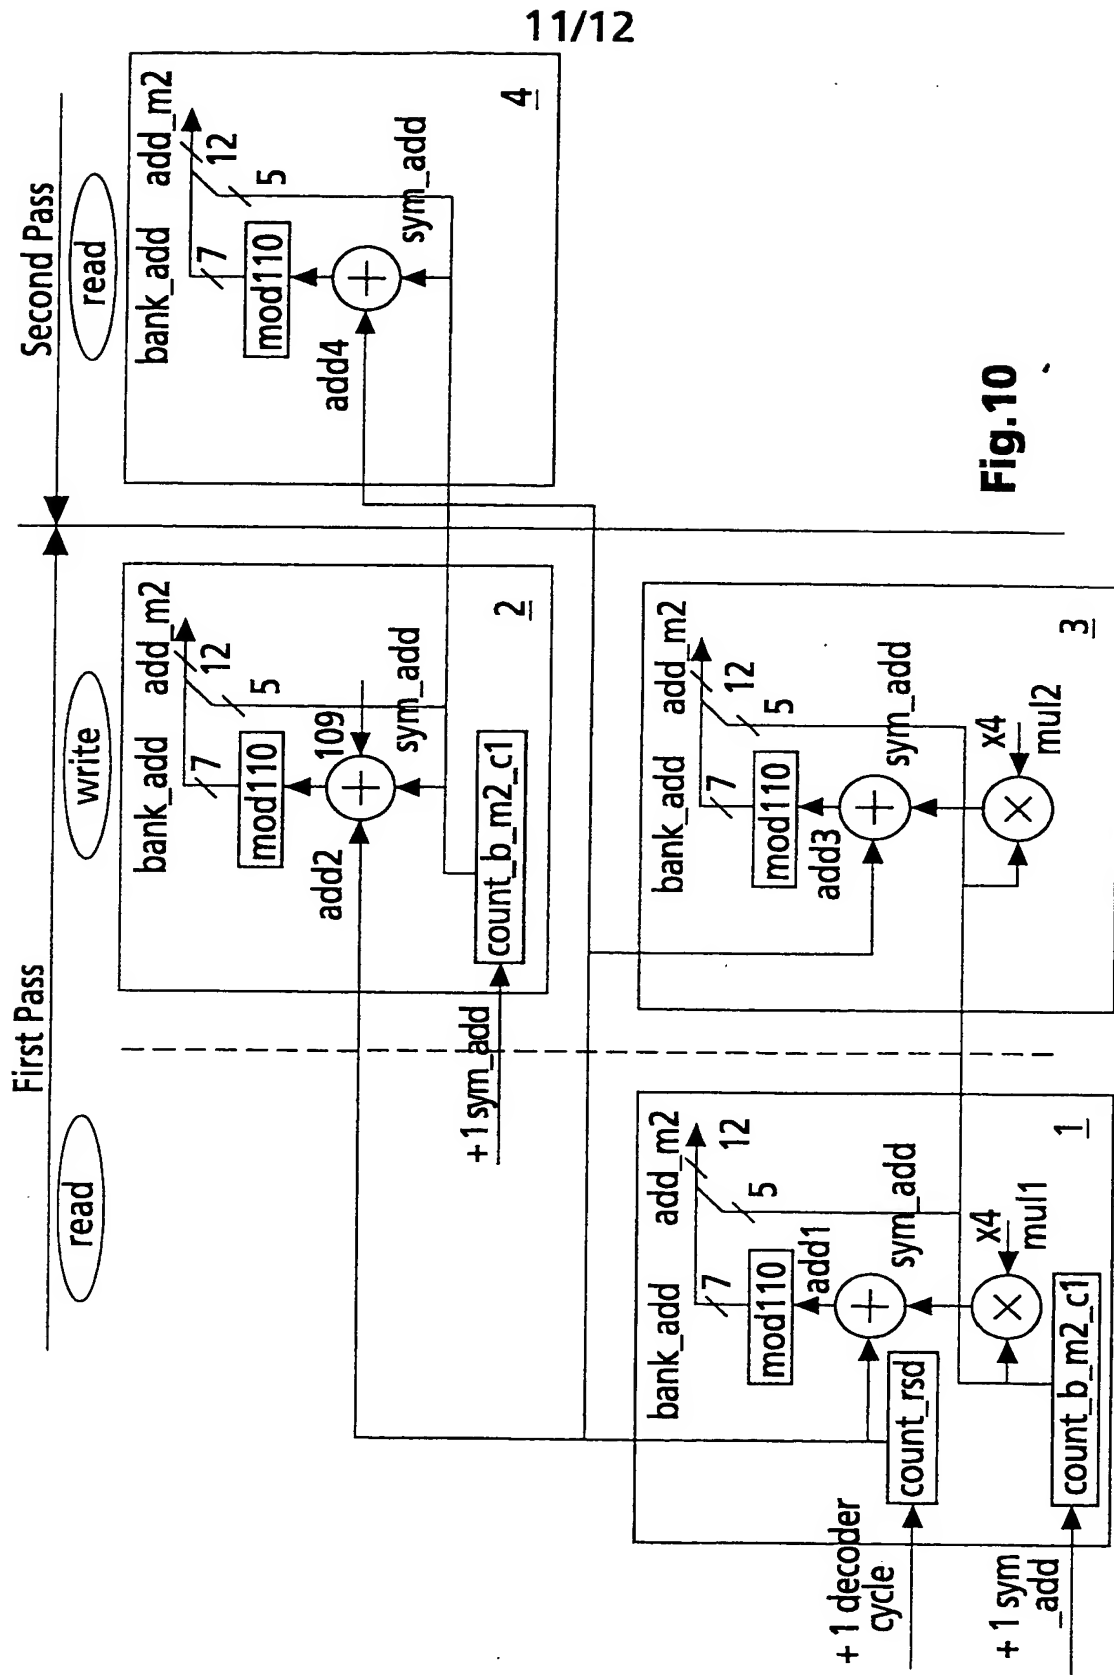 11/12
First Pass
Second Pass
read
write
read
bank_add
add_m2
7
12
5
mod110
109
add2
sym_add
count_b_m2_c1
+ 1 sym_add
2
bank_add
add_m2
7
12
5
mod110
add4
sym_add
4
bank_add
add_m2
7
12
5
mod110
add1
sym_add
count_rsd
x4
mul1
count_b_m2_c1
1
+ 1 decoder
cycle
+ 1 sym
_add
bank_add
add_m2
7
12
5
mod110
add3
sym_add
x4
mul2
3
Fig.10